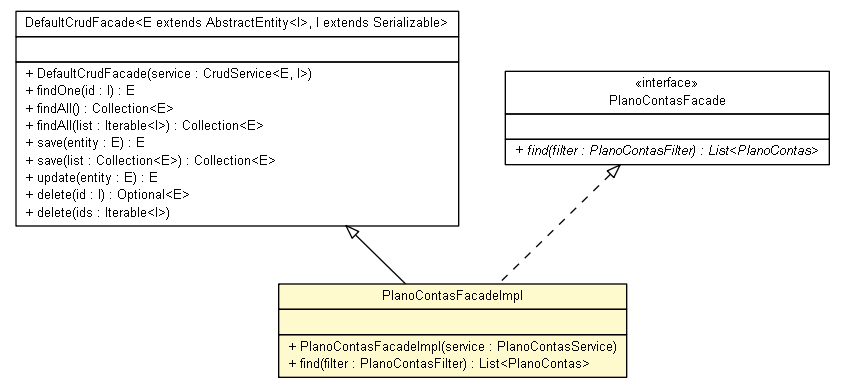 DefaultCrudFacade<E extends AbstractEntity<I>, I extends Serializable>
+ DefaultCrudFacade(service : CrudService<E, I>)
+ findOne(id : I) : E
+ findAll() : Collection<E>
+ findAll(list : Iterable<I>) : Collection<E>
+ save(entity : E) : E
+ save(list : Collection<E>) : Collection<E>
+ update(entity : E) : E
+ delete(id : I) : Optional<E>
+ delete(ids : Iterable<I>)
«interface»
PlanoContasFacade
+ find(filter : PlanoContasFilter) : List<PlanoContas>
PlanoContasFacadeImpl
+ PlanoContasFacadeImpl(service : PlanoContasService)
+ find(filter : PlanoContasFilter) : List<PlanoContas>